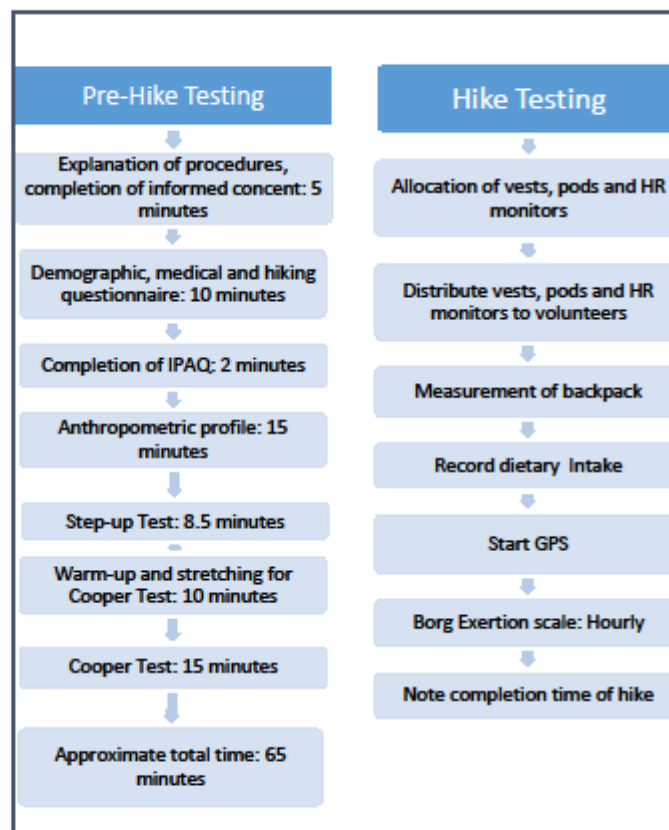 Pre-Hike Testing
Explanation of procedures,
completion of informed concent: 5
minutes
Demographic, medical and hiking
questionnaire: 10 minutes
Completion of IPAQ: 2 minutes
Anthropometric profile: 15
minutes
Step-up Test: 8.5 minutes
Warm-up and stretching for
Cooper Test: 10 minutes
Cooper Test: 15 minutes
Approximate total time: 65
minutes
Hike Testing
Allocation of vests, pods and HR
monitors
Distribute vests, pods and HR
monitors to volunteers
Measurement of backpack
Record dietary Intake
Start GPS
Borg Exertion scale: Hourly
Note completion time of hike